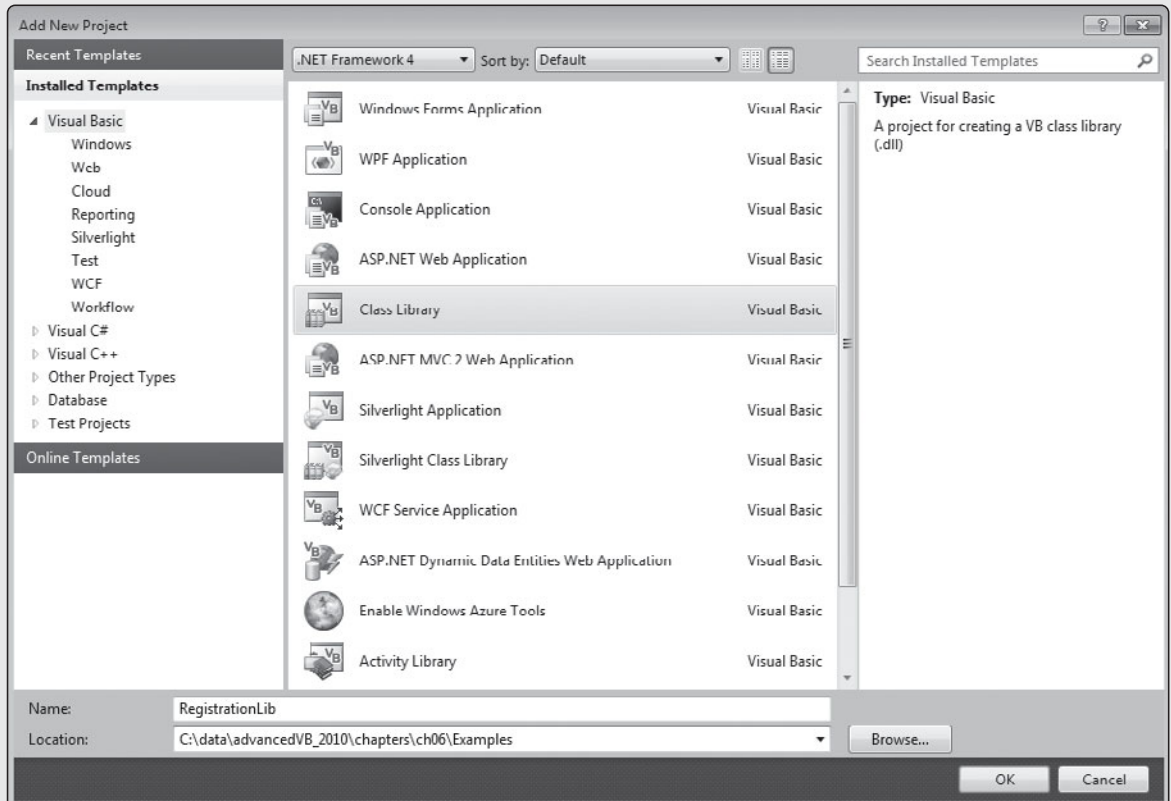 Add New Project
Recent Templates
Installed Templates
Visual Basic
Windows
Web
Cloud
Reporting
Silverlight
Test
WCF
Workflow
Visual C#
Visual C++
Other Project Types
Database
Test Projects
Online Templates
.NET Framework 4
Sort by: Default
Windows Forms Application Visual Basic
WPF Application Visual Basic
Console Application Visual Basic
ASP.NET Web Application Visual Basic
Class Library Visual Basic
ASP.NET MVC 2 Web Application Visual Basic
Silverlight Application Visual Basic
Silverlight Class Library Visual Basic
WCF Service Application Visual Basic
ASP.NET Dynamic Data Entities Web Application Visual Basic
Enable Windows Azure Tools Visual Basic
Activity Library Visual Basic
Search Installed Templates
Type: Visual Basic
A project for creating a VB class library
(.dll)
Name: RegistrationLib
Location: C:\data\advancedVB_2010\chapters\ch06\Examples
Browse...
OK Cancel